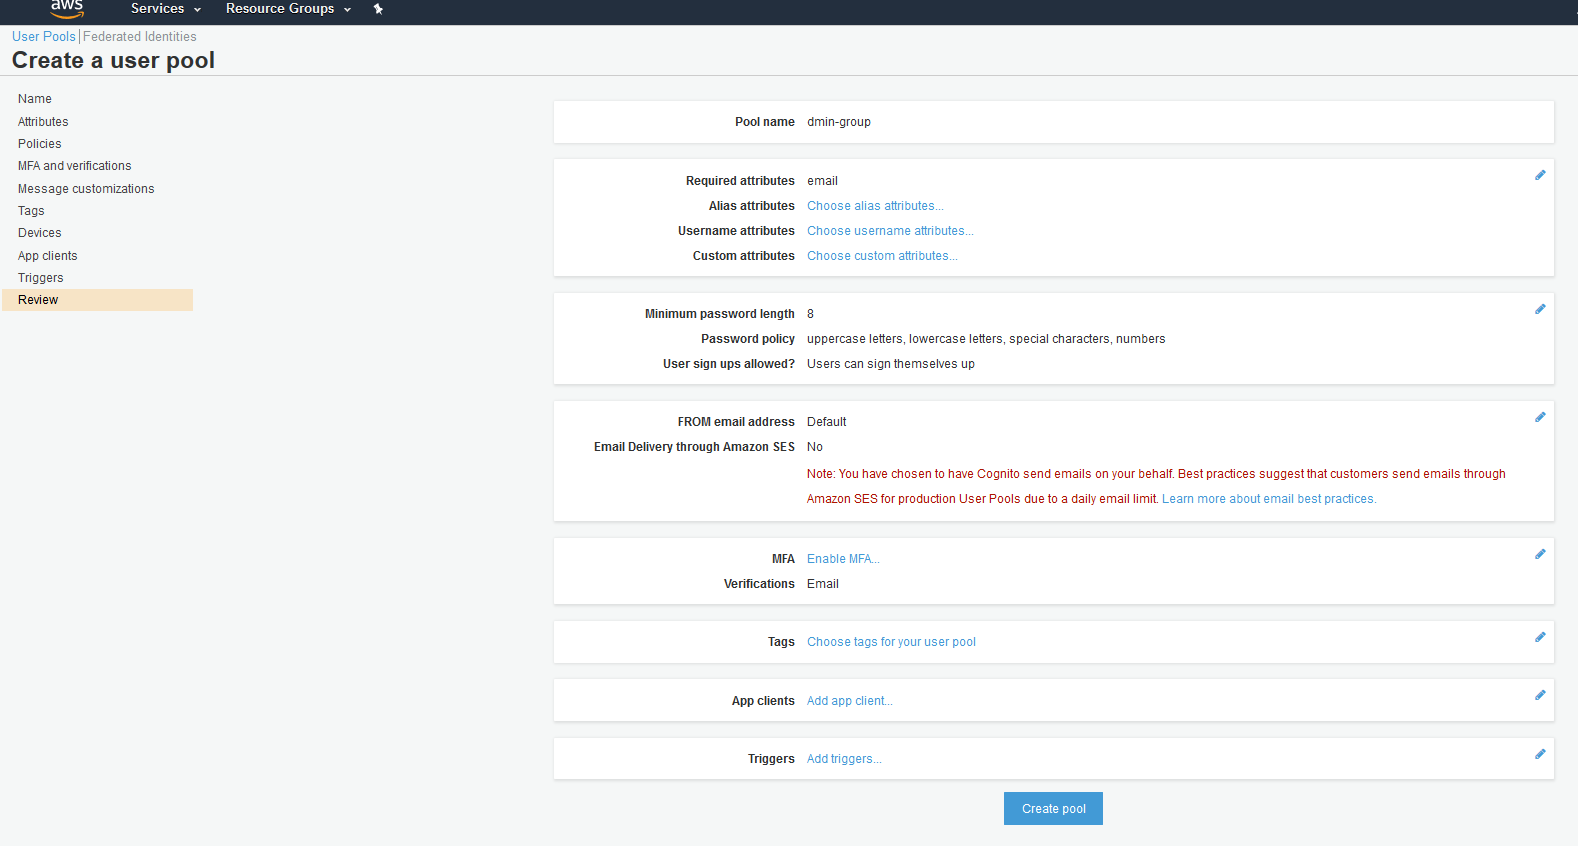 aws
Services
Resource Groups
User Pools
Federated Identities
Create a user pool
Name
Attributes
Policies
MFA and verifications
Message customizations
Tags
Devices
App clients
Triggers
Review
Pool name dmin-group
Required attributes email
Alias attributes Choose alias attributes...
Username attributes Choose username attributes...
Custom attributes Choose custom attributes...
Minimum password length 8
Password policy uppercase letters, lowercase letters, special characters, numbers
User sign ups allowed? Users can sign themselves up
FROM email address Default
Email Delivery through Amazon SES No
Note: You have chosen to have Cognito send emails on your behalf. Best practices suggest that customers send emails through
Amazon SES for production User Pools due to a daily email limit. Learn more about email best practices.
MFA Enable MFA...
Verifications Email
Tags Choose tags for your user pool
App clients Add app client...
Triggers Add triggers...
Create pool